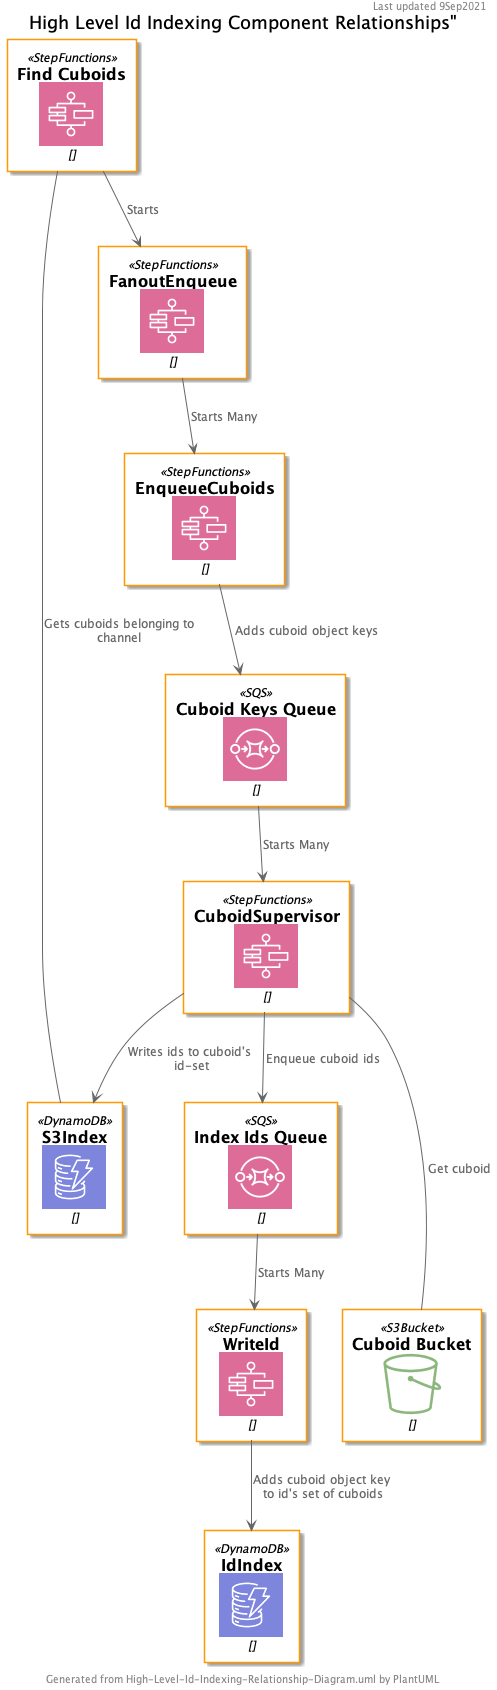 Last updated 9Sep2021
High Level Id Indexing Component Relationships"
«StepFunctions»
Find Cuboids
[]
Starts
«StepFunctions»
FanoutEnqueue
[]
Starts Many
«StepFunctions»
EnqueueCuboids
[]
Gets cuboids belonging to
channel
Adds cuboid object keys
«SQS»
Cuboid Keys Queue
[]
Starts Many
«StepFunctions»
CuboidSupervisor
[]
Writes ids to cuboid's
id-set
Enqueue cuboid ids
«DynamoDB»
S3Index
[]
«SQS»
Index Ids Queue
[]
Get cuboid
Starts Many
«StepFunctions»
WriteId
[]
«S3Bucket»
Cuboid Bucket
[]
Adds cuboid object key
to id's set of cuboids
«DynamoDB»
IdIndex
[]
Generated from High-Level-Id-Indexing-Relationship-Diagram.uml by PlantUML